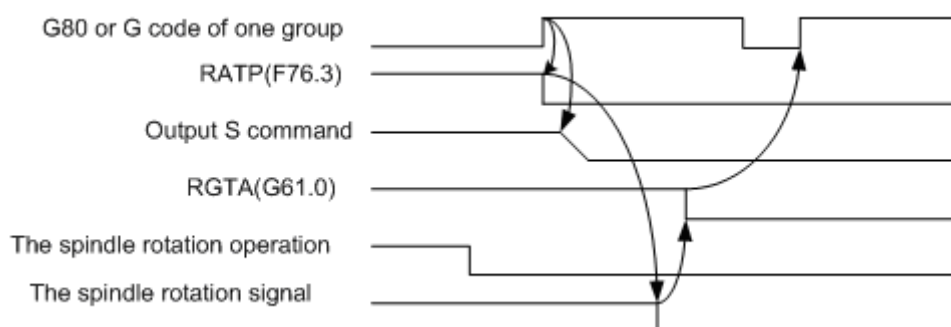 G80 or G code of one group
RATP(F76.3)
Output S command
RGTA(G61.0)
The spindle rotation operation
The spindle rotation signal